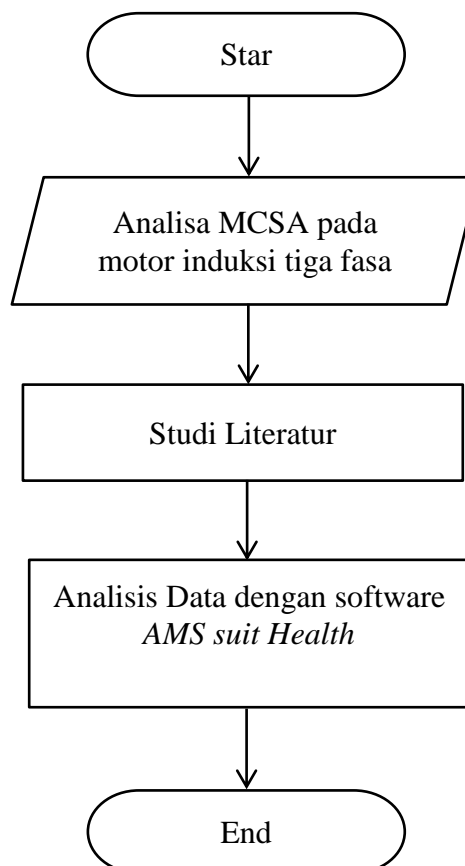 Star
Analisa MCSA pada
motor induksi tiga fasa
Studi Literatur
Analisis Data dengan software
AMS suit Health
End